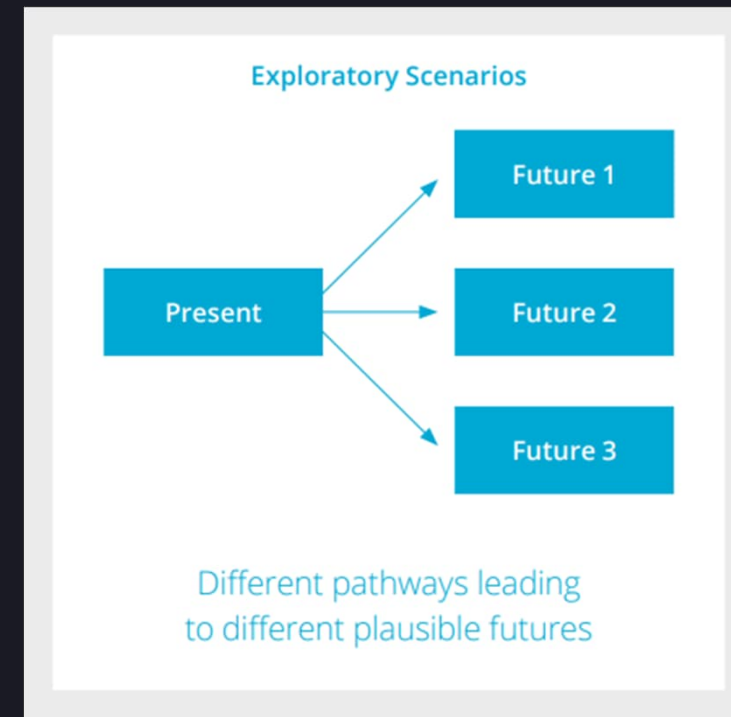 Exploratory Scenarios
Future 1
Present
Future 2
Future 3
Different pathways leading
to different plausible futures